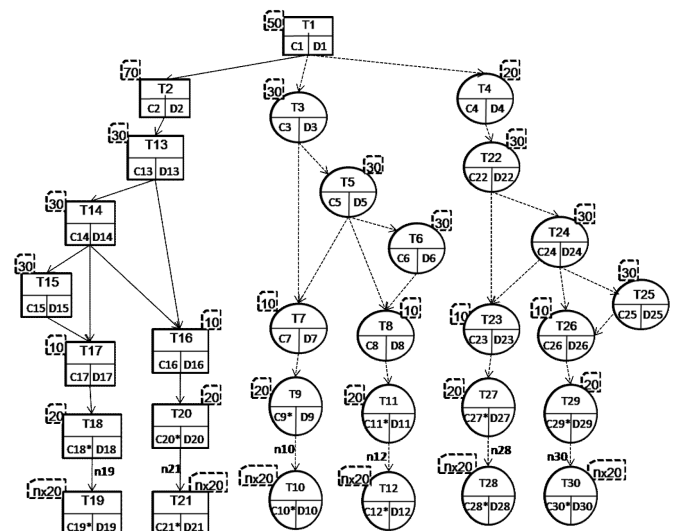 50
T1
C1 D1
70
T2
C2 D2
30
T3
C3 D3
20
T4
C4 D4
30
T13
C13 D13
30
T22
C22 D22
30
T5
C5 D5
30
T14
C14 D14
30
T6
C6 D6
30
T24
C24 D24
30
T15
C15 D15
30
T25
C25 D25
10
T17
C17 D17
10
T16
C16 D16
10
T7
C7 D7
10
T8
C8 D8
10
T23
C23 D23
10
T26
C26 D26
20
T18
C18* D18
20
T20
C20* D20
20
T9
C9* D9
20
T11
C11* D11
20
T27
C27* D27
20
T29
C29* D29
n19
n21
n10
n12
n28
n30
nx20
T19
C19* D19
nx20
T21
C21* D21
nx20
T10
C10* D10
nx20
T12
C12* D12
nx20
T28
C28* D28
nx20
T30
C30* D30